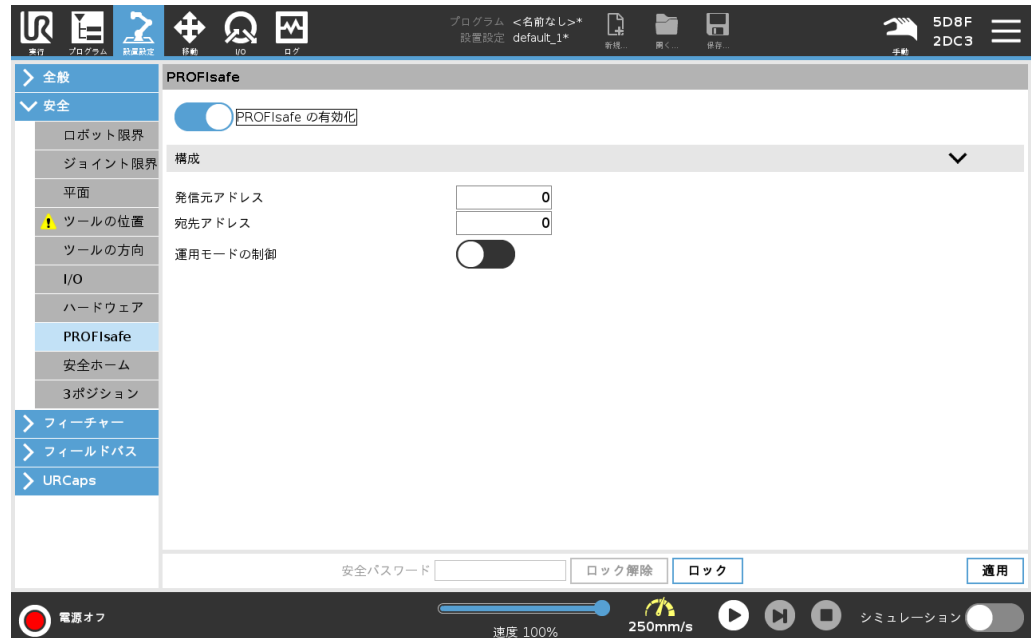 プログラム <名前なし>*
設置設定 default_1*
実行
プログラム
設置設定
移動
I/O
ログ
新規...
開く...
保存...
手動
5D8F
2DC3
全般
安全
ロボット限界
ジョイント限界
平面
ツールの位置
ツールの方向
I/O
ハードウェア
PROFIsafe
安全ホーム
3ポジション
フィーチャー
フィールドバス
URCaps
PROFIsafe
PROFIsafe の有効化
構成
発信元アドレス 0
宛先アドレス 0
運用モードの制御
安全パスワード
ロック解除
ロック
適用
電源オフ
速度 100%
250mm/s
シミュレーション